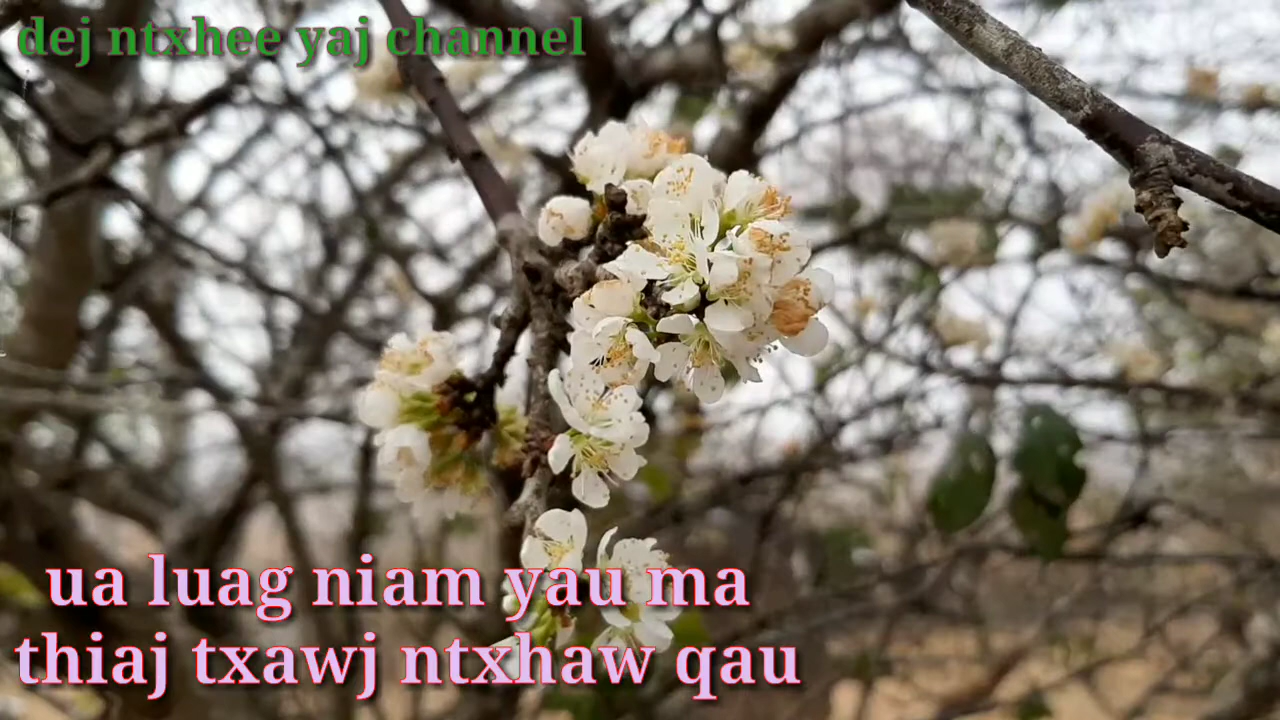 dej ntxhee yaj channel
ua luag niam yau ma
thiaj txawj ntxhaw qau